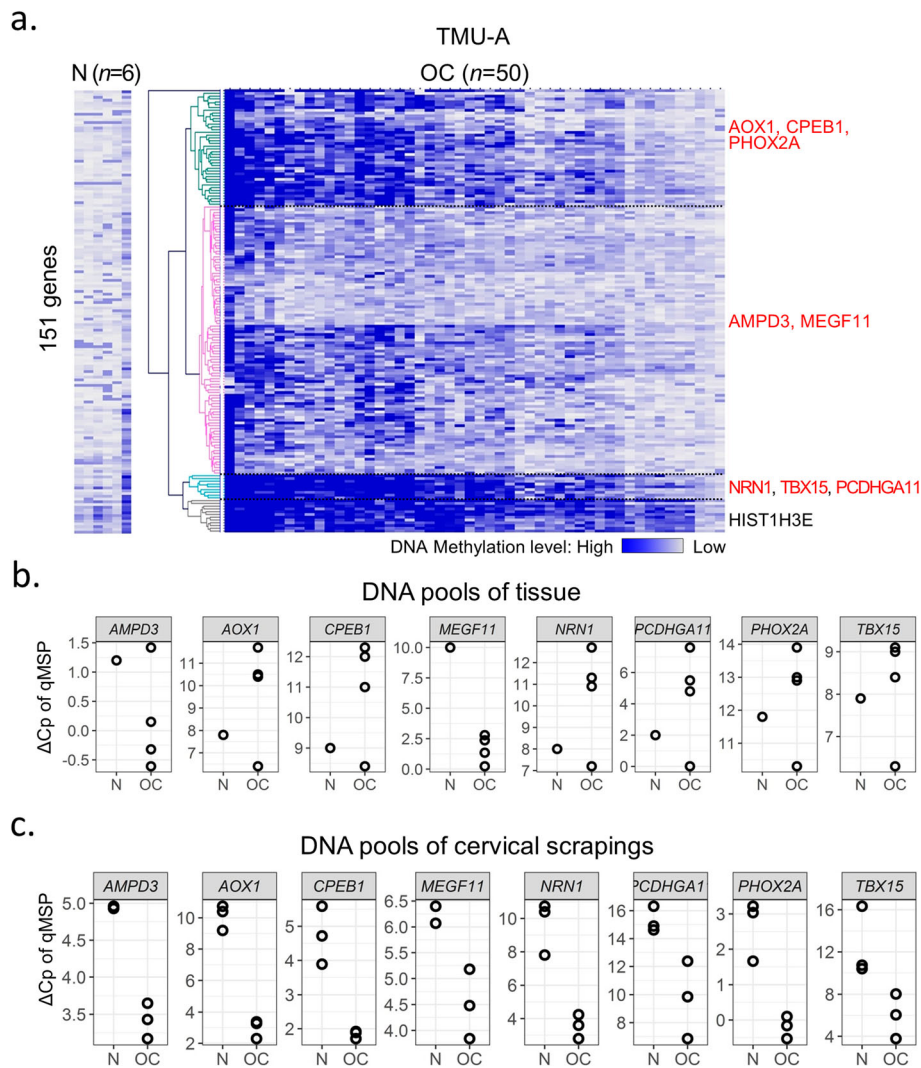 a.
TMU-A
N (n=6)
OC (n=50)
151 genes
AOX1, CPEB1,
PHOX2A
AMPD3, MEGF11
NRN1, TBX15, PCDHGA11
HIST1H3E
DNA Methylation level: High
Low
b.
DNA pools of tissue
ΔCp of qMSP
AMPD3
1.5
1.0
0.5
0.0
-0.5
N OC
AOX1
11
10
9
8
7
N OC
CPEB1
12
11
10
9
N OC
MEGF11
10.0
7.5
5.0
2.5
0.0
N OC
NRN1
12
11
10
9
8
7
N OC
PCDHGA11
6
4
2
0
N OC
PHOX2A
14
13
12
11
N OC
TBX15
9
8
7
N OC
c.
DNA pools of cervical scrapings
ΔCp of qMSP
AMPD3
5.0
4.5
4.0
3.5
N OC
AOX1
10
8
6
4
2
N OC
CPEB1
5
4
3
2
N OC
MEGF11
6.5
6.0
5.5
5.0
4.5
4.0
N OC
NRN1
10
8
6
4
N OC
PCDHGA1
16
14
12
10
8
N OC
PHOX2A
3
2
1
0
N OC
TBX15
16
12
8
4
N OC